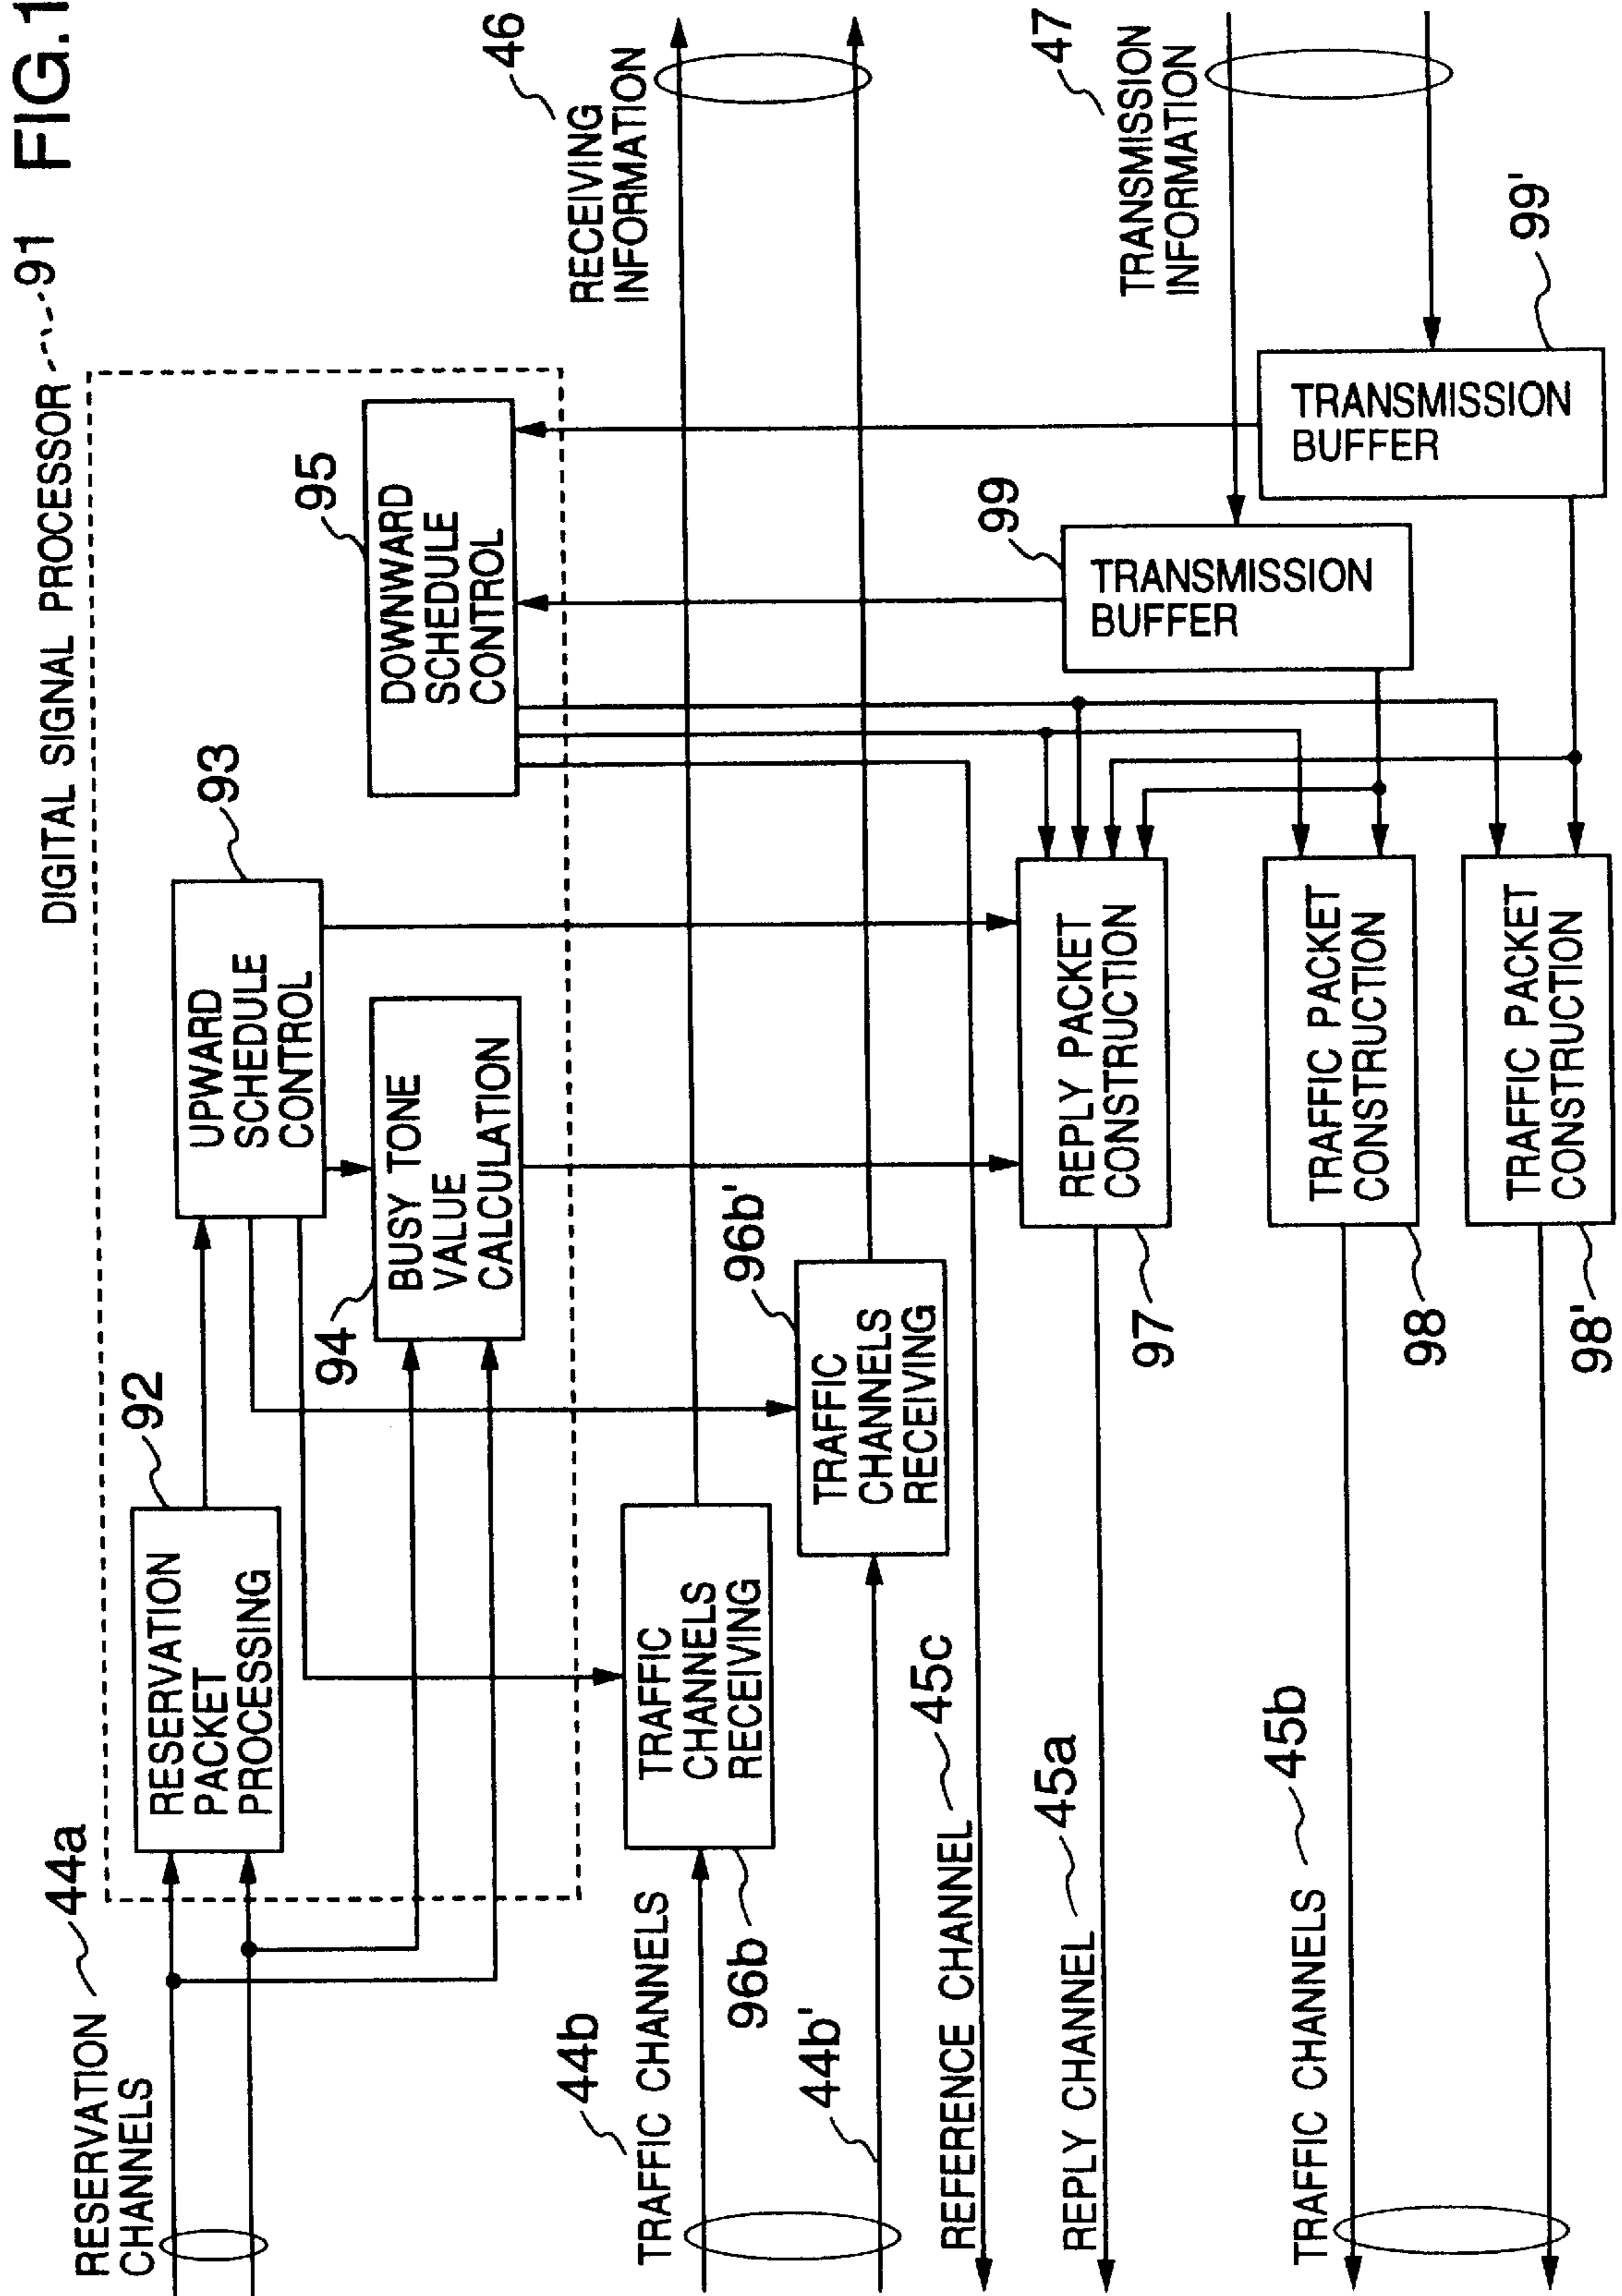 FIG.1
DIGITAL SIGNAL PROCESSOR 91
RESERVATION
CHANNELS
44a
92
RESERVATION
PACKET
PROCESSING
93
UPWARD
SCHEDULE
CONTROL
94
BUSY TONE
VALUE
CALCULATION
95
DOWNWARD
SCHEDULE
CONTROL
46
RECEIVING
INFORMATION
44b
TRAFFIC CHANNELS
96b
TRAFFIC
CHANNELS
RECEIVING
44b'
96b'
TRAFFIC
CHANNELS
RECEIVING
REFERENCE CHANNEL 45c
REPLY CHANNEL 45a
97
REPLY PACKET
CONSTRUCTION
99
TRANSMISSION
BUFFER
47
TRANSMISSION
INFORMATION
TRAFFIC CHANNELS 45b
98
TRAFFIC PACKET
CONSTRUCTION
99'
TRANSMISSION
BUFFER
98'
TRAFFIC PACKET
CONSTRUCTION